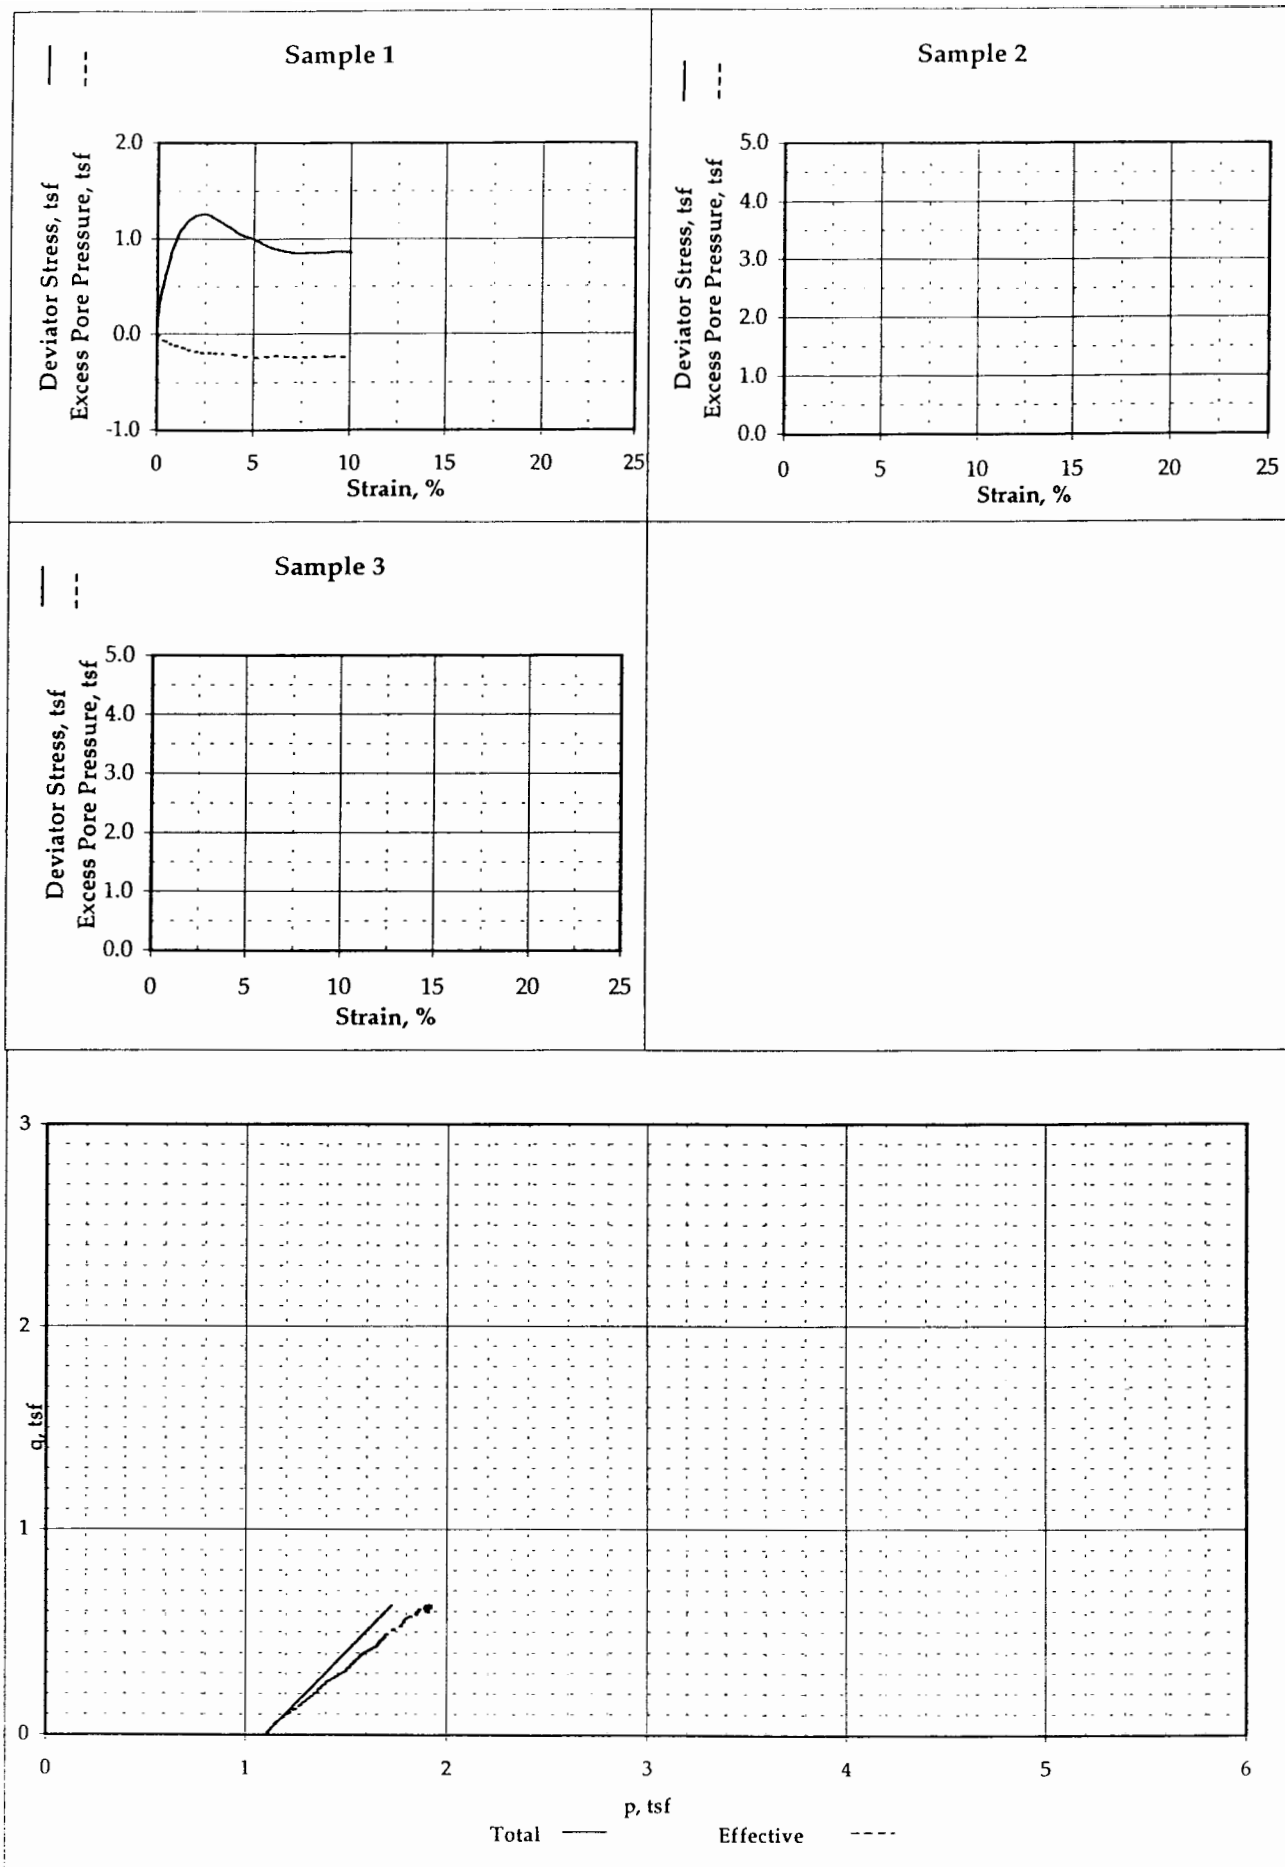 Sample 1
Deviator Stress, tsf
Excess Pore Pressure, tsf
2.0
1.0
0.0
-1.0
0 5 10 15 20 25
Strain, %
Sample 2
Deviator Stress, tsf
Excess Pore Pressure, tsf
5.0
4.0
3.0
2.0
1.0
0.0
0 5 10 15 20 25
Strain, %
Sample 3
Deviator Stress, tsf
Excess Pore Pressure, tsf
5.0
4.0
3.0
2.0
1.0
0.0
0 5 10 15 20 25
Strain, %
3
2
q, tsf
1
0
0 1 2 3 4 5 6
p, tsf
Total Effective